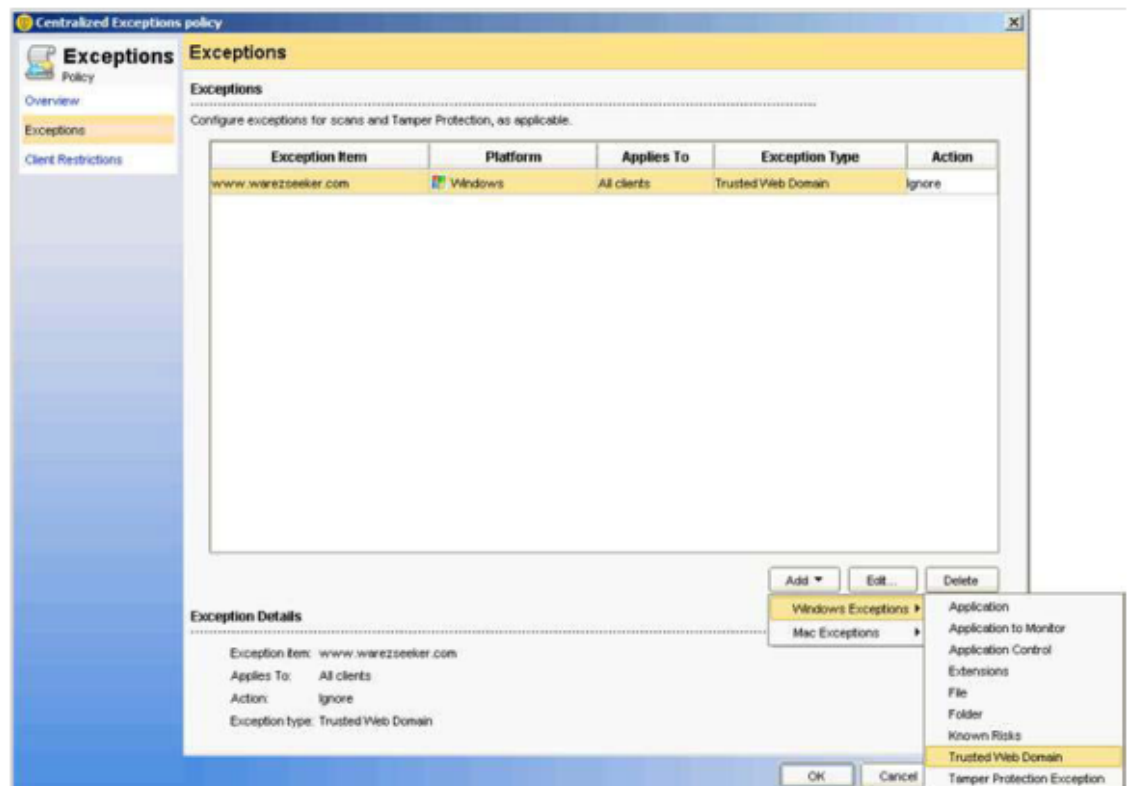 Centralized Exceptions policy
Exceptions
Policy
Overview
Exceptions
Client Restrictions
Exceptions
Exceptions
Configure exceptions for scans and Tamper Protection, as applicable.
Exception Item Platform Applies To Exception Type Action
www.warezseeker.com Windows All clients Trusted Web Domain Ignore
Add Edit... Delete
Windows Exceptions
Mac Exceptions
Application
Application to Monitor
Application Control
Extensions
File
Folder
Known Risks
Trusted Web Domain
Tamper Protection Exception
Exception Details
Exception item: www.warezseeker.com
Applies To: All clients
Action: Ignore
Exception type: Trusted Web Domain
OK Cancel